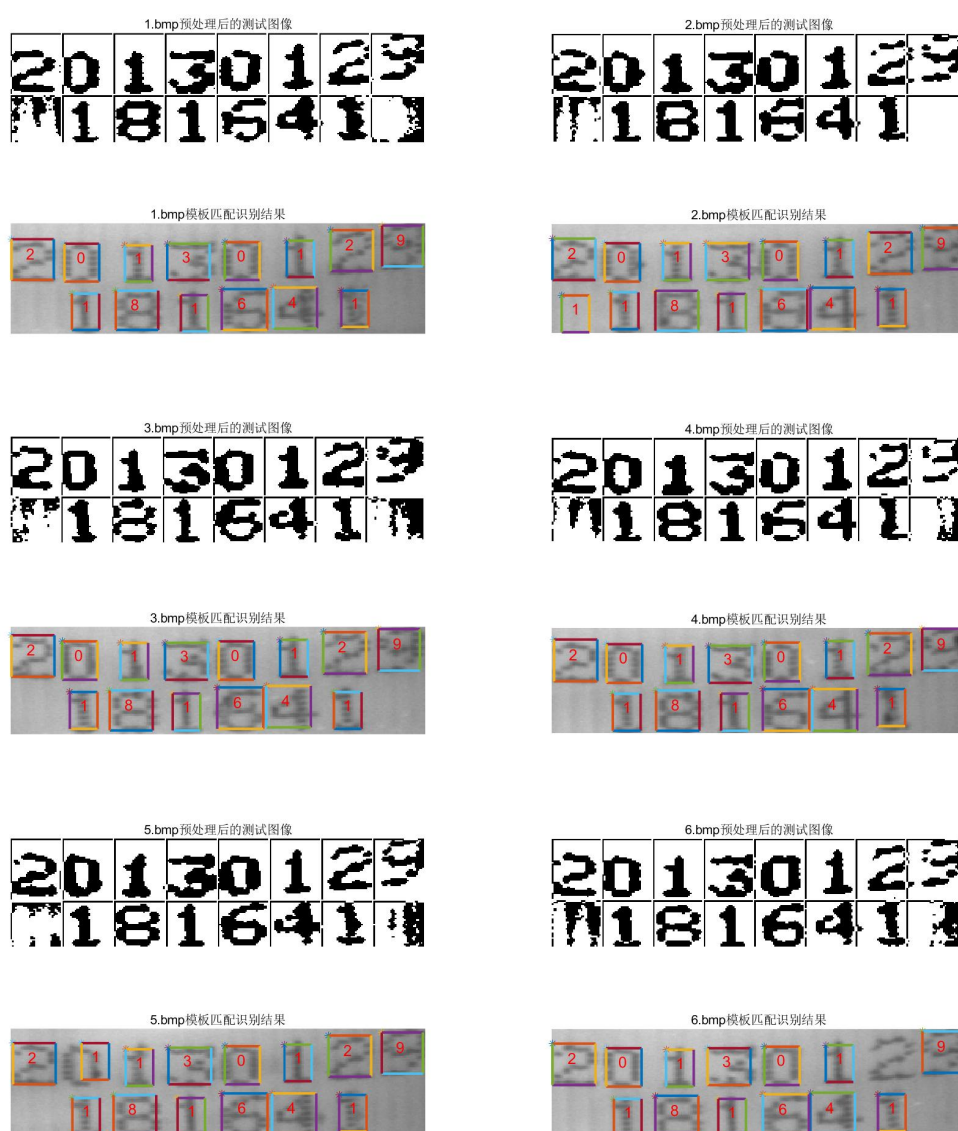 1.bmp预处理后的测试图像
2 0 1 3 0 1 2 9
1 8 1 6 4 1
1.bmp模板匹配识别结果
2 0 1 3 0 1 2 9
1 8 1 6 4 1
2.bmp预处理后的测试图像
2 0 1 3 0 1 2 9
1 8 1 6 4 1
2.bmp模板匹配识别结果
2 0 1 3 0 1 2 9
1 1 8 1 6 4 1
3.bmp预处理后的测试图像
2 0 1 3 0 1 2 9
1 8 1 6 4 1
3.bmp模板匹配识别结果
2 0 1 3 0 1 2 9
1 8 1 6 4 1
4.bmp预处理后的测试图像
2 0 1 3 0 1 2 9
1 8 1 6 4 1
4.bmp模板匹配识别结果
2 0 1 3 0 1 2 9
1 8 1 6 4 1
5.bmp预处理后的测试图像
2 0 1 3 0 1 2 9
1 8 1 6 4 1
5.bmp模板匹配识别结果
2 1 1 3 0 1 2 9
1 8 1 6 4 1
6.bmp预处理后的测试图像
2 0 1 3 0 1 2 9
1 8 1 6 4 1
6.bmp模板匹配识别结果
2 0 1 3 0 1 9
1 8 1 6 4 1